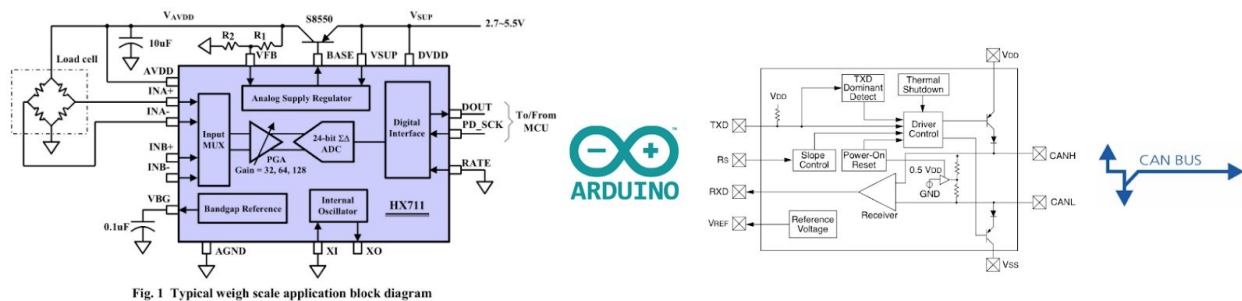 VAVDD
S8550
VSUP
2.7~5.5V
10uF
R2
R1
Load cell
VFB
BASE
VSUP
DVDD
AVDD
INA+
INA-
Analog Supply Regulator
Input
MUX
PGA
Gain = 32, 64, 128
24-bit ΣΔ
ADC
Digital
Interface
DOUT
PD_SCK
To/From
MCU
INB+
INB-
RATE
VBG
0.1uF
Bandgap Reference
Internal
Oscillator
HX711
AGND
XI
XO
Fig. 1 Typical weigh scale application block diagram
ARDUINO
TM
VDD
TXD
Dominant
Detect
Thermal
Shutdown
VDD
TXD
Driver
Control
RS
Slope
Control
Power-On
Reset
CANH
0.5 VDD
GND
RXD
Receiver
CANL
VREF
Reference
Voltage
VSS
CAN BUS